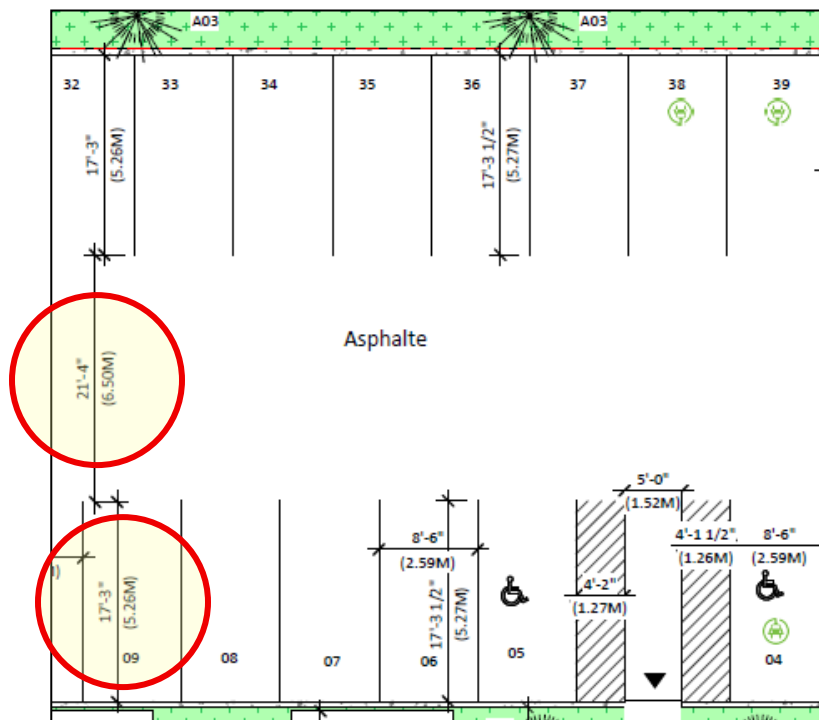 A03
A03
32
33
34
35
36
37
38
39
17'-3"
(5.26M)
17'-3 1/2"
(5.27M)
Asphalte
21'-4"
(6.50M)
5'-0"
(1.52M)
8'-6"
(2.59M)
4'-1 1/2"
(1.26M)
8'-6"
(2.59M)
4'-2"
(1.27M)
17'-3"
(5.26M)
17'-3 1/2"
(5.27M)
09
08
07
06
05
04